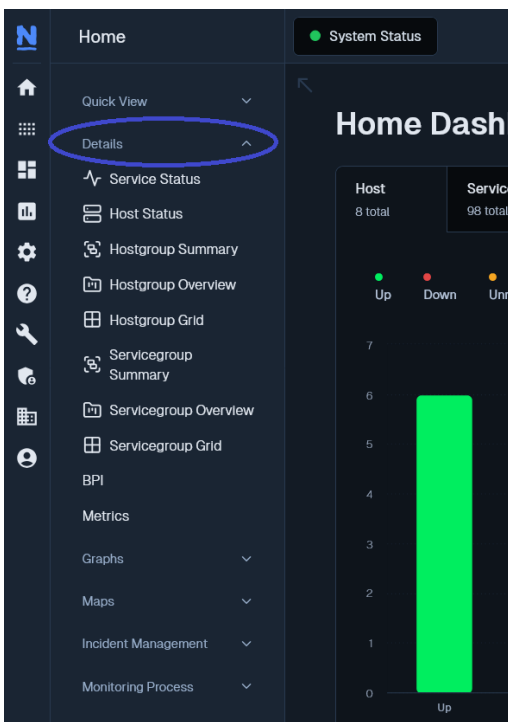 N
Home
System Status
Quick View
Details
Service Status
Host Status
Hostgroup Summary
Hostgroup Overview
Hostgroup Grid
Servicegroup
Summary
Servicegroup Overview
Servicegroup Grid
BPI
Metrics
Graphs
Maps
Incident Management
Monitoring Process
Home Dash
Host
8 total
Servic
98 total
Up
Down
Unr
7
6
5
4
3
2
1
0
Up